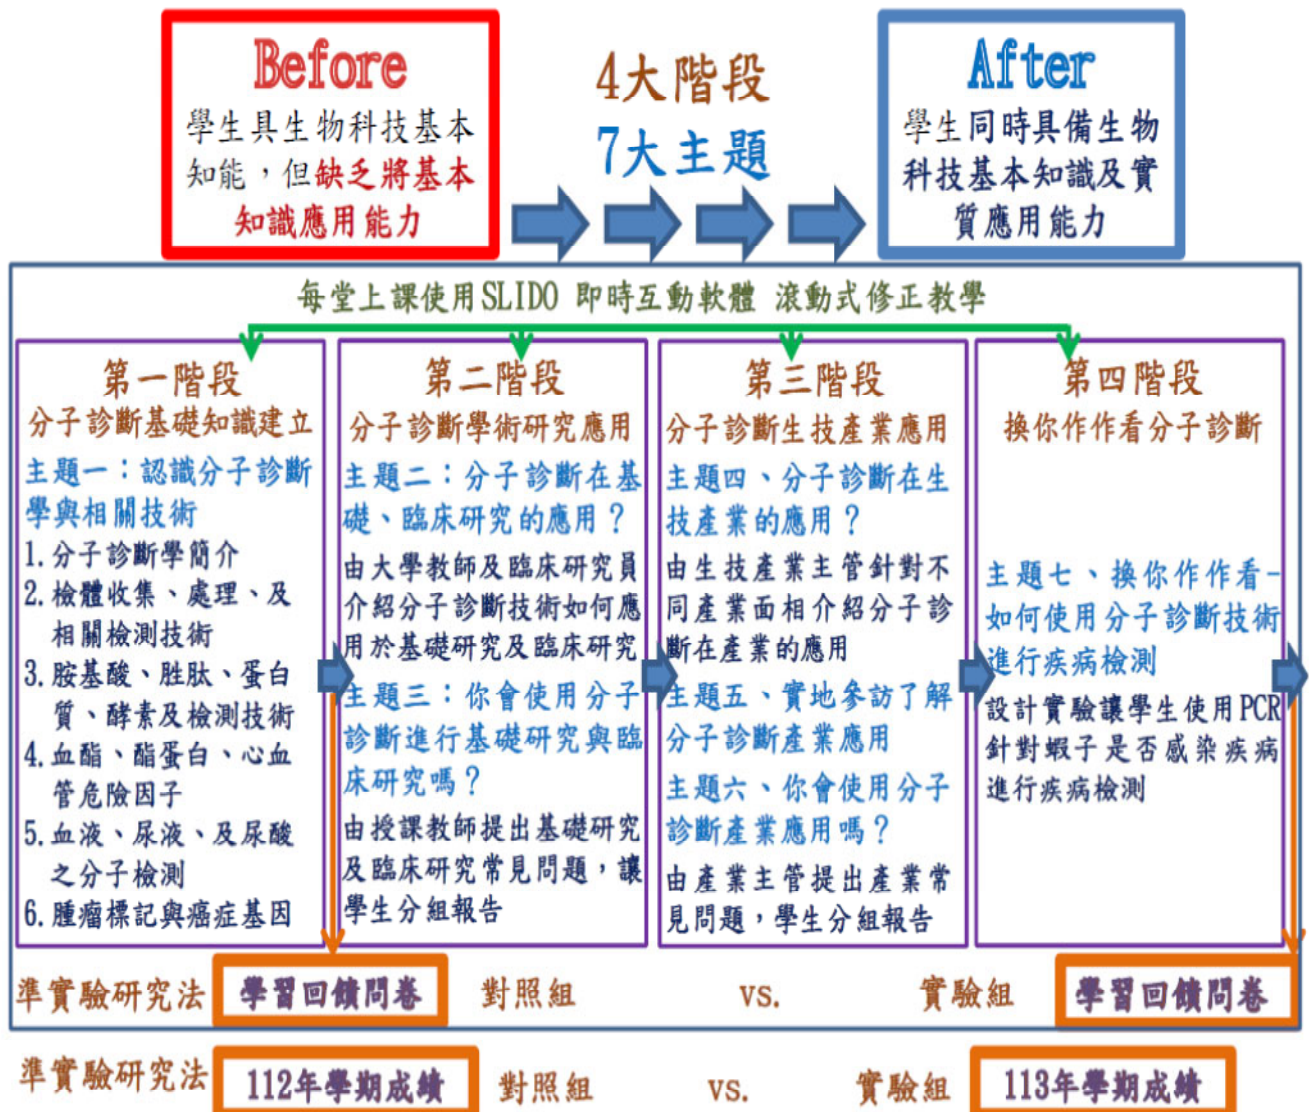 Before
學生具生物科技基本
知能，但缺乏將基本
知識應用能力
4大階段
7大主題
After
學生同時具備生物
科技基本知識及實
質應用能力
每堂上課使用SLIDO 即時互動軟體 滾動式修正教學
第一階段
分子診斷基礎知識建立
主題一：認識分子診斷
學與相關技術
1.分子診斷學簡介
2.檢體收集、處理、及
相關檢測技術
3.胺基酸、胜肽、蛋白
質、酵素及檢測技術
4.血酯、酯蛋白、心血
管危險因子
5.血液、尿液、及尿酸
之分子檢測
6.腫瘤標記與癌症基因
第二階段
分子診斷學術研究應用
主題二：分子診斷在基
礎、臨床研究的應用？
由大學教師及臨床研究員
介紹分子診斷技術如何應
用於基礎研究及臨床研究
主題三：你會使用分子
診斷進行基礎研究與臨
床研究嗎？
由授課教師提出基礎研究
及臨床研究常見問題，讓
學生分組報告
第三階段
分子診斷生技產業應用
主題四、分子診斷在生
技產業的應用？
由生技產業主管針對不
同產業面相介紹分子診
斷在產業的應用
主題五、實地參訪了解
分子診斷產業應用
主題六、你會使用分子
診斷產業應用嗎？
由產業主管提出產業常
見問題，學生分組報告
第四階段
換你作作看分子診斷
主題七、換你作作看-
如何使用分子診斷技術
進行疾病檢測
設計實驗讓學生使用PCR
針對蝦子是否感染疾病
進行疾病檢測
準實驗研究法 學習回饋問卷 對照組 vs. 實驗組 學習回饋問卷
準實驗研究法 112年學期成績 對照組 vs. 實驗組 113年學期成績